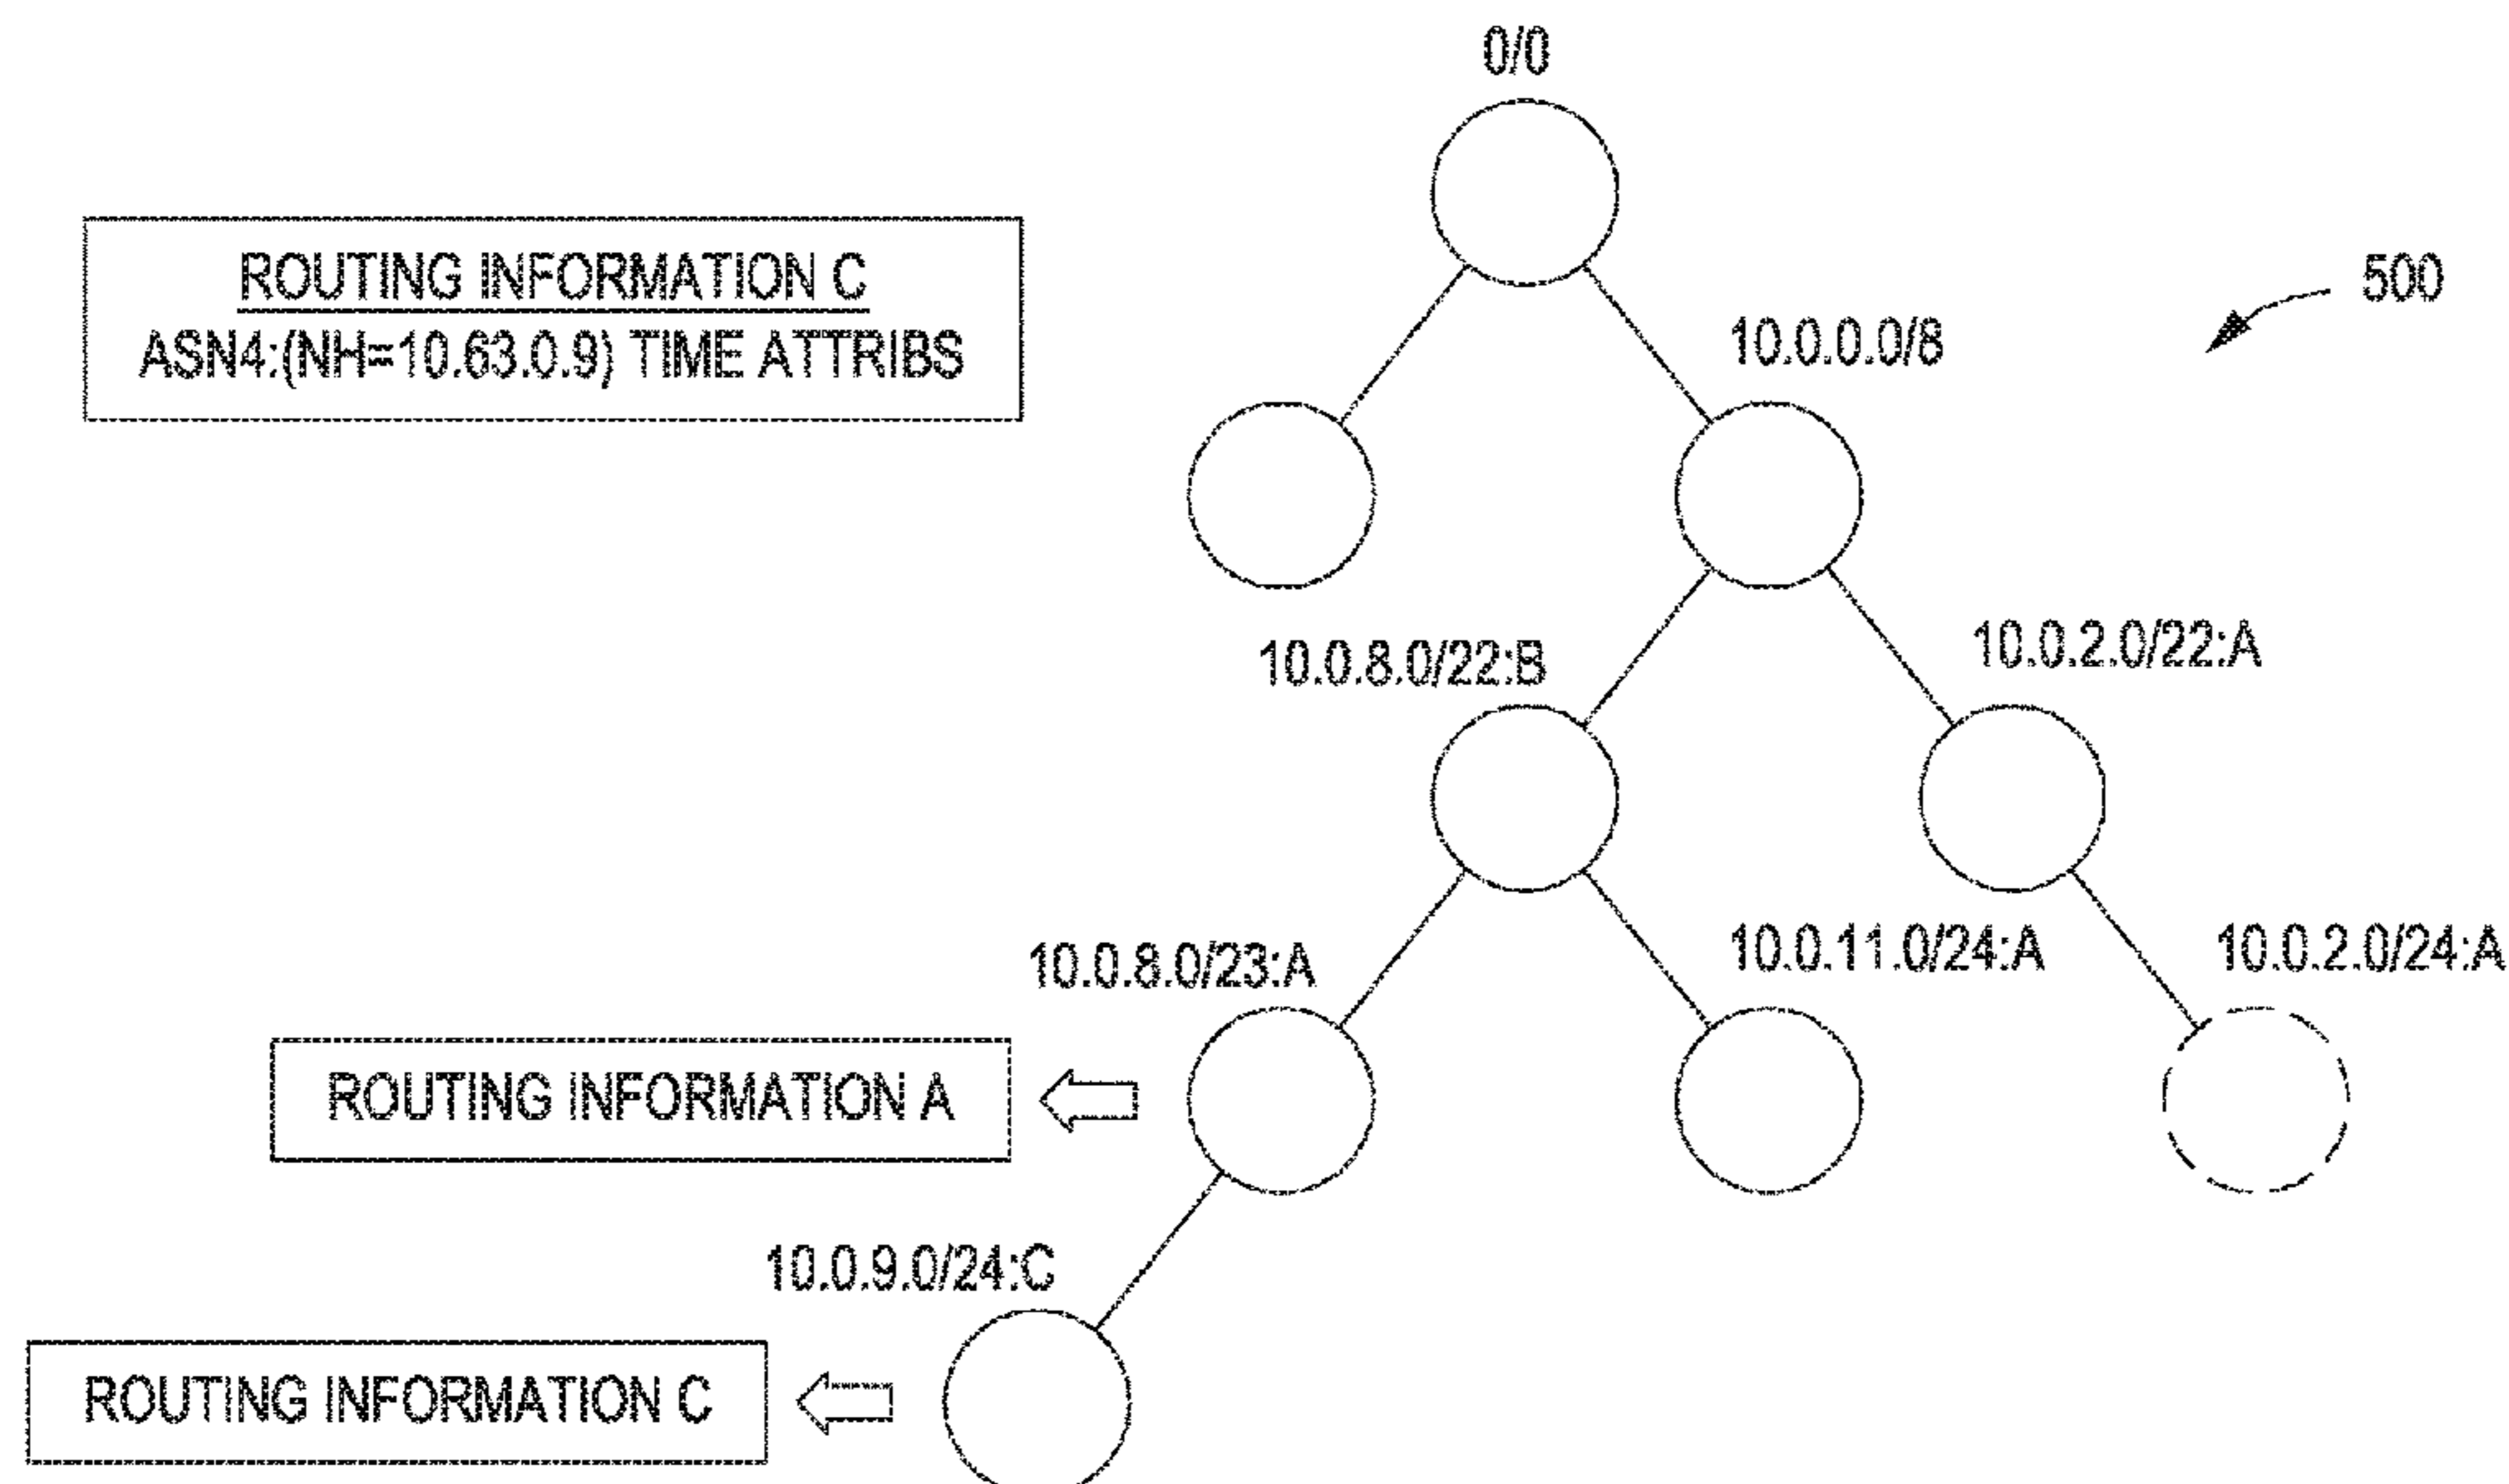 0/0
ROUTING INFORMATION C
ASN4:(NH=10.63.0.9) TIME ATTRIBS
500
10.0.0.0/8
10.0.8.0/22:B
10.0.2.0/22:A
10.0.8.0/23:A
10.0.11.0/24:A
10.0.2.0/24:A
ROUTING INFORMATION A
10.0.9.0/24:C
ROUTING INFORMATION C